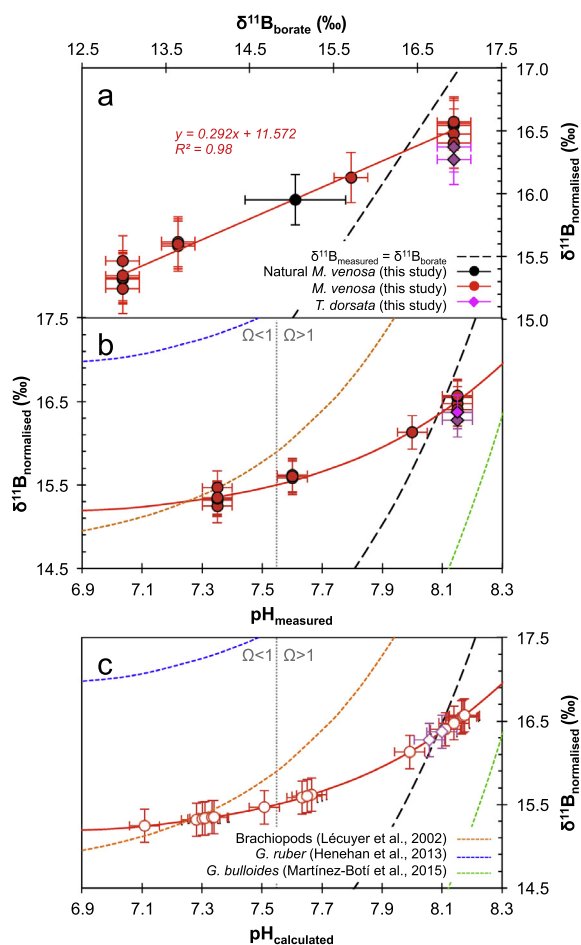 δ¹¹B_borate (‰)
12.5 13.5 14.5 15.5 16.5 17.5
a
y = 0.292x + 11.572
R² = 0.98
δ¹¹B_measured = δ¹¹B_borate
Natural M. venosa (this study)
M. venosa (this study)
T. dorsata (this study)
17.0
16.5
16.0
15.5
15.0
δ¹¹B_normalised (‰)
b
Ω<1 Ω>1
17.5
16.5
15.5
14.5
δ¹¹B_normalised (‰)
6.9 7.1 7.3 7.5 7.7 7.9 8.1 8.3
pH_measured
c
Ω<1 Ω>1
17.5
16.5
15.5
14.5
δ¹¹B_normalised (‰)
Brachiopods (Lécuyer et al., 2002)
G. ruber (Henehan et al., 2013)
G. bulloides (Martínez-Botí et al., 2015)
6.9 7.1 7.3 7.5 7.7 7.9 8.1 8.3
pH_calculated